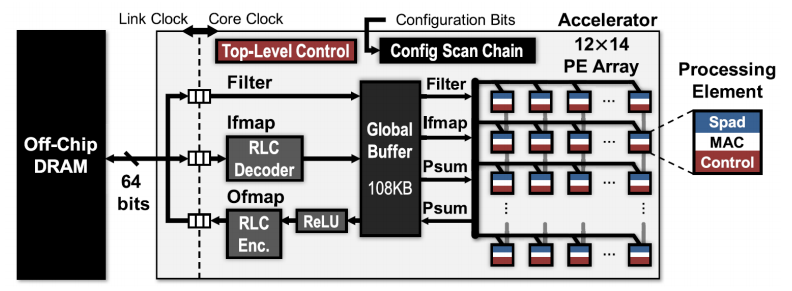 Link Clock
Core Clock
Configuration Bits
Accelerator
Top-Level Control
Config Scan Chain
12×14
PE Array
Off-Chip
DRAM
64
bits
Filter
Ifmap
RLC
Decoder
Ofmap
RLC
Enc.
ReLU
Global
Buffer
108KB
Filter
Ifmap
Psum
Psum
...
...
...
...
...
...
Processing
Element
Spad
MAC
Control